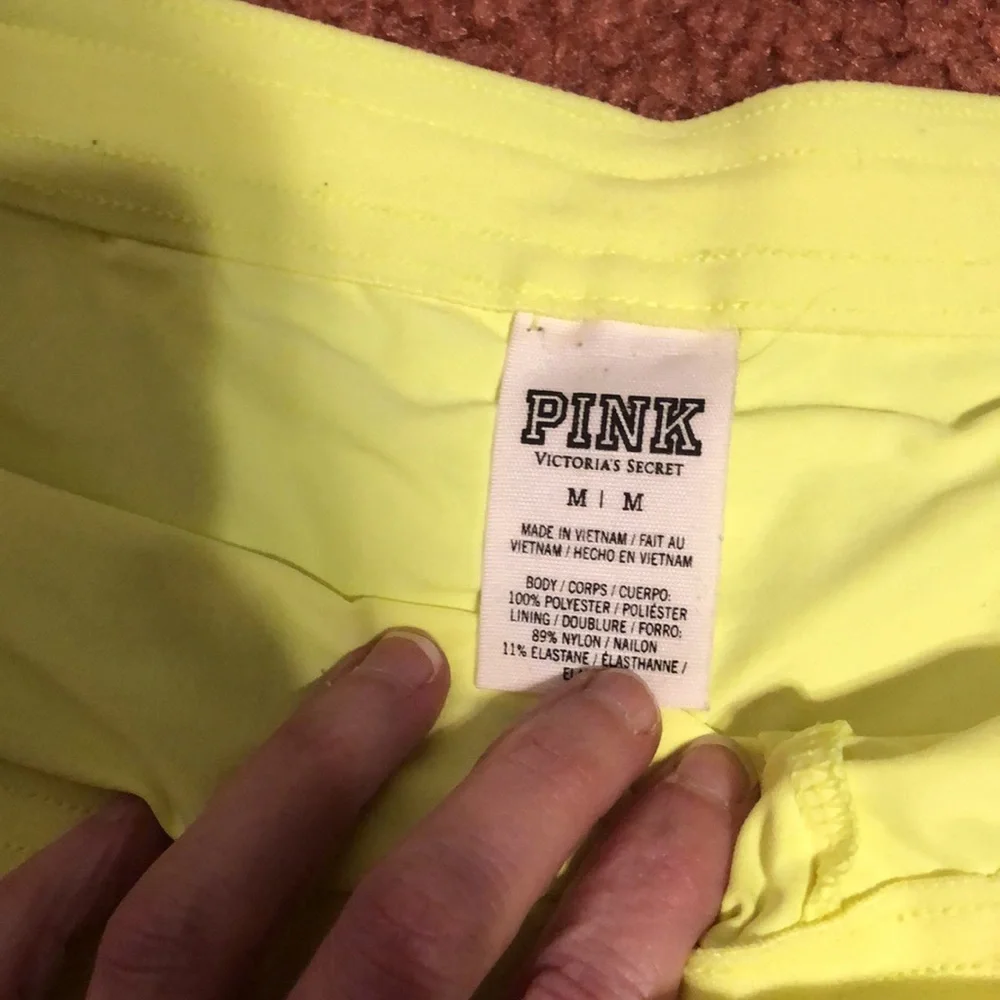 PINK
VICTORIA'S SECRET
M | M
MADE IN VIETNAM / FAIT AU
VIETNAM / HECHO EN VIETNAM
BODY / CORPS / CUERPO:
100% POLYESTER / POLIÉSTER
LINING / DOUBLURE / FORRO:
89% NYLON / NAILON
11% ELASTANE / ÉLASTHANNE /